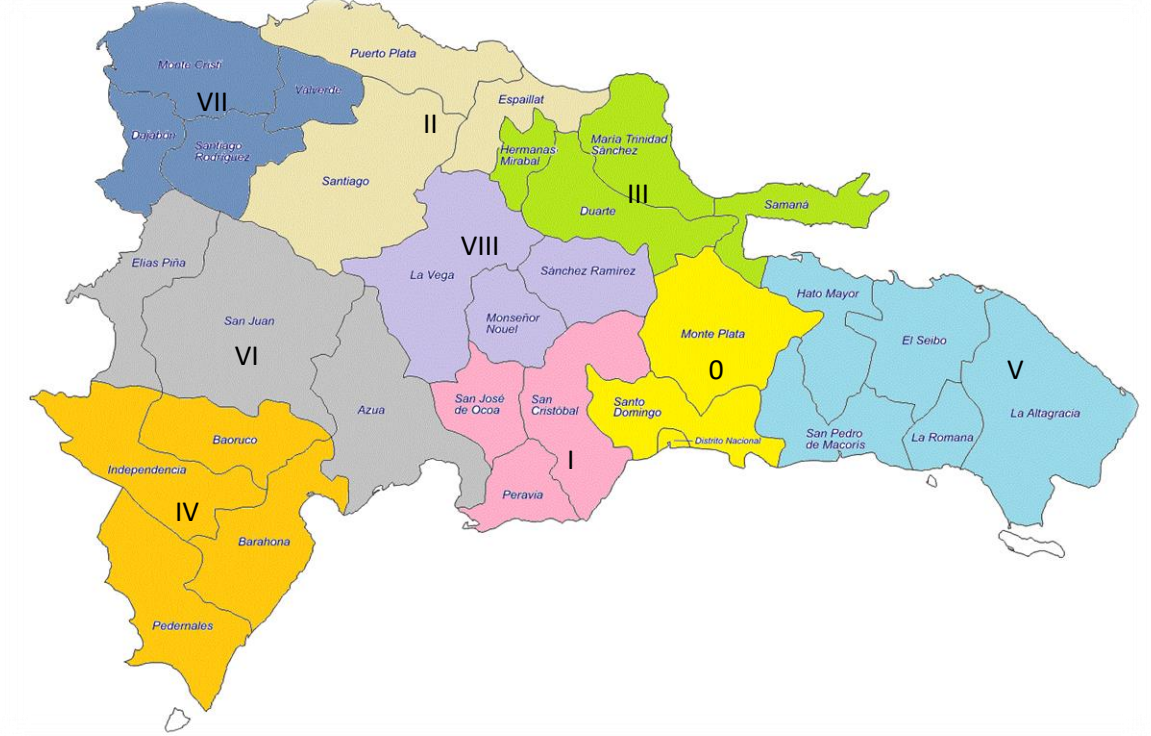 Puerto Plata
Monte Cristi
Valverde
VII
Espaillat
II
Dajabón
Santiago
Rodríguez
Hermanas
Mirabal
María Trinidad
Sánchez
Santiago
III
Duarte
Samaná
VIII
Elías Piña
La Vega
Sánchez Ramírez
Hato Mayor
San Juan
Monseñor
Nouel
Monte Plata
El Seibo
VI
0
V
San José
de Ocoa
San
Cristóbal
Santo
Domingo
Azua
La Altagracia
Baoruco
Distrito Nacional
San Pedro
de Macorís
La Romana
Independencia
I
Peravia
IV
Barahona
Pedernales